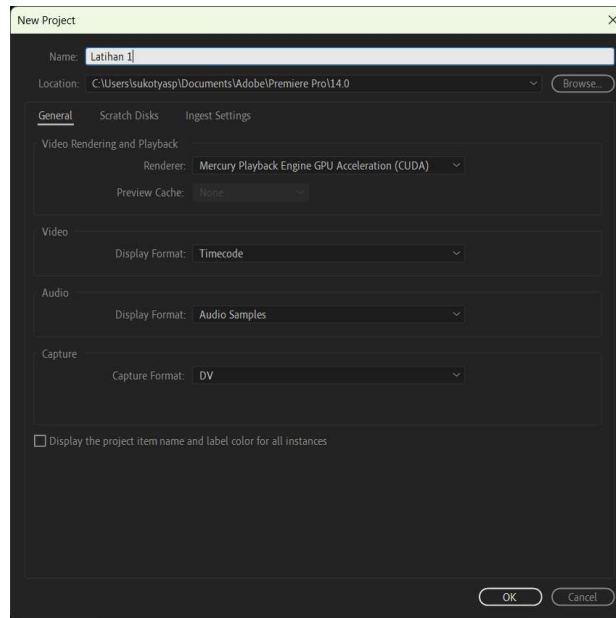 New Project
Name: Latihan 1
Location: C:\Users\sukotyasp\Documents\Adobe\Premiere Pro\14.0 Browse...
General Scratch Disks Ingest Settings
Video Rendering and Playback
Renderer: Mercury Playback Engine GPU Acceleration (CUDA)
Preview Cache: None
Video
Display Format: Timecode
Audio
Display Format: Audio Samples
Capture
Capture Format: DV
Display the project item name and label color for all instances
OK Cancel